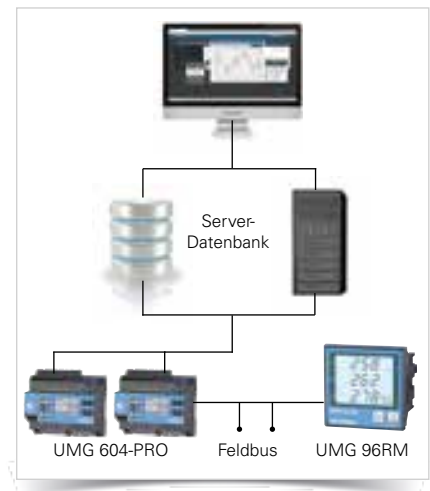 Server-
Datenbank
UMG 604-PRO
Feldbus
UMG 96RM